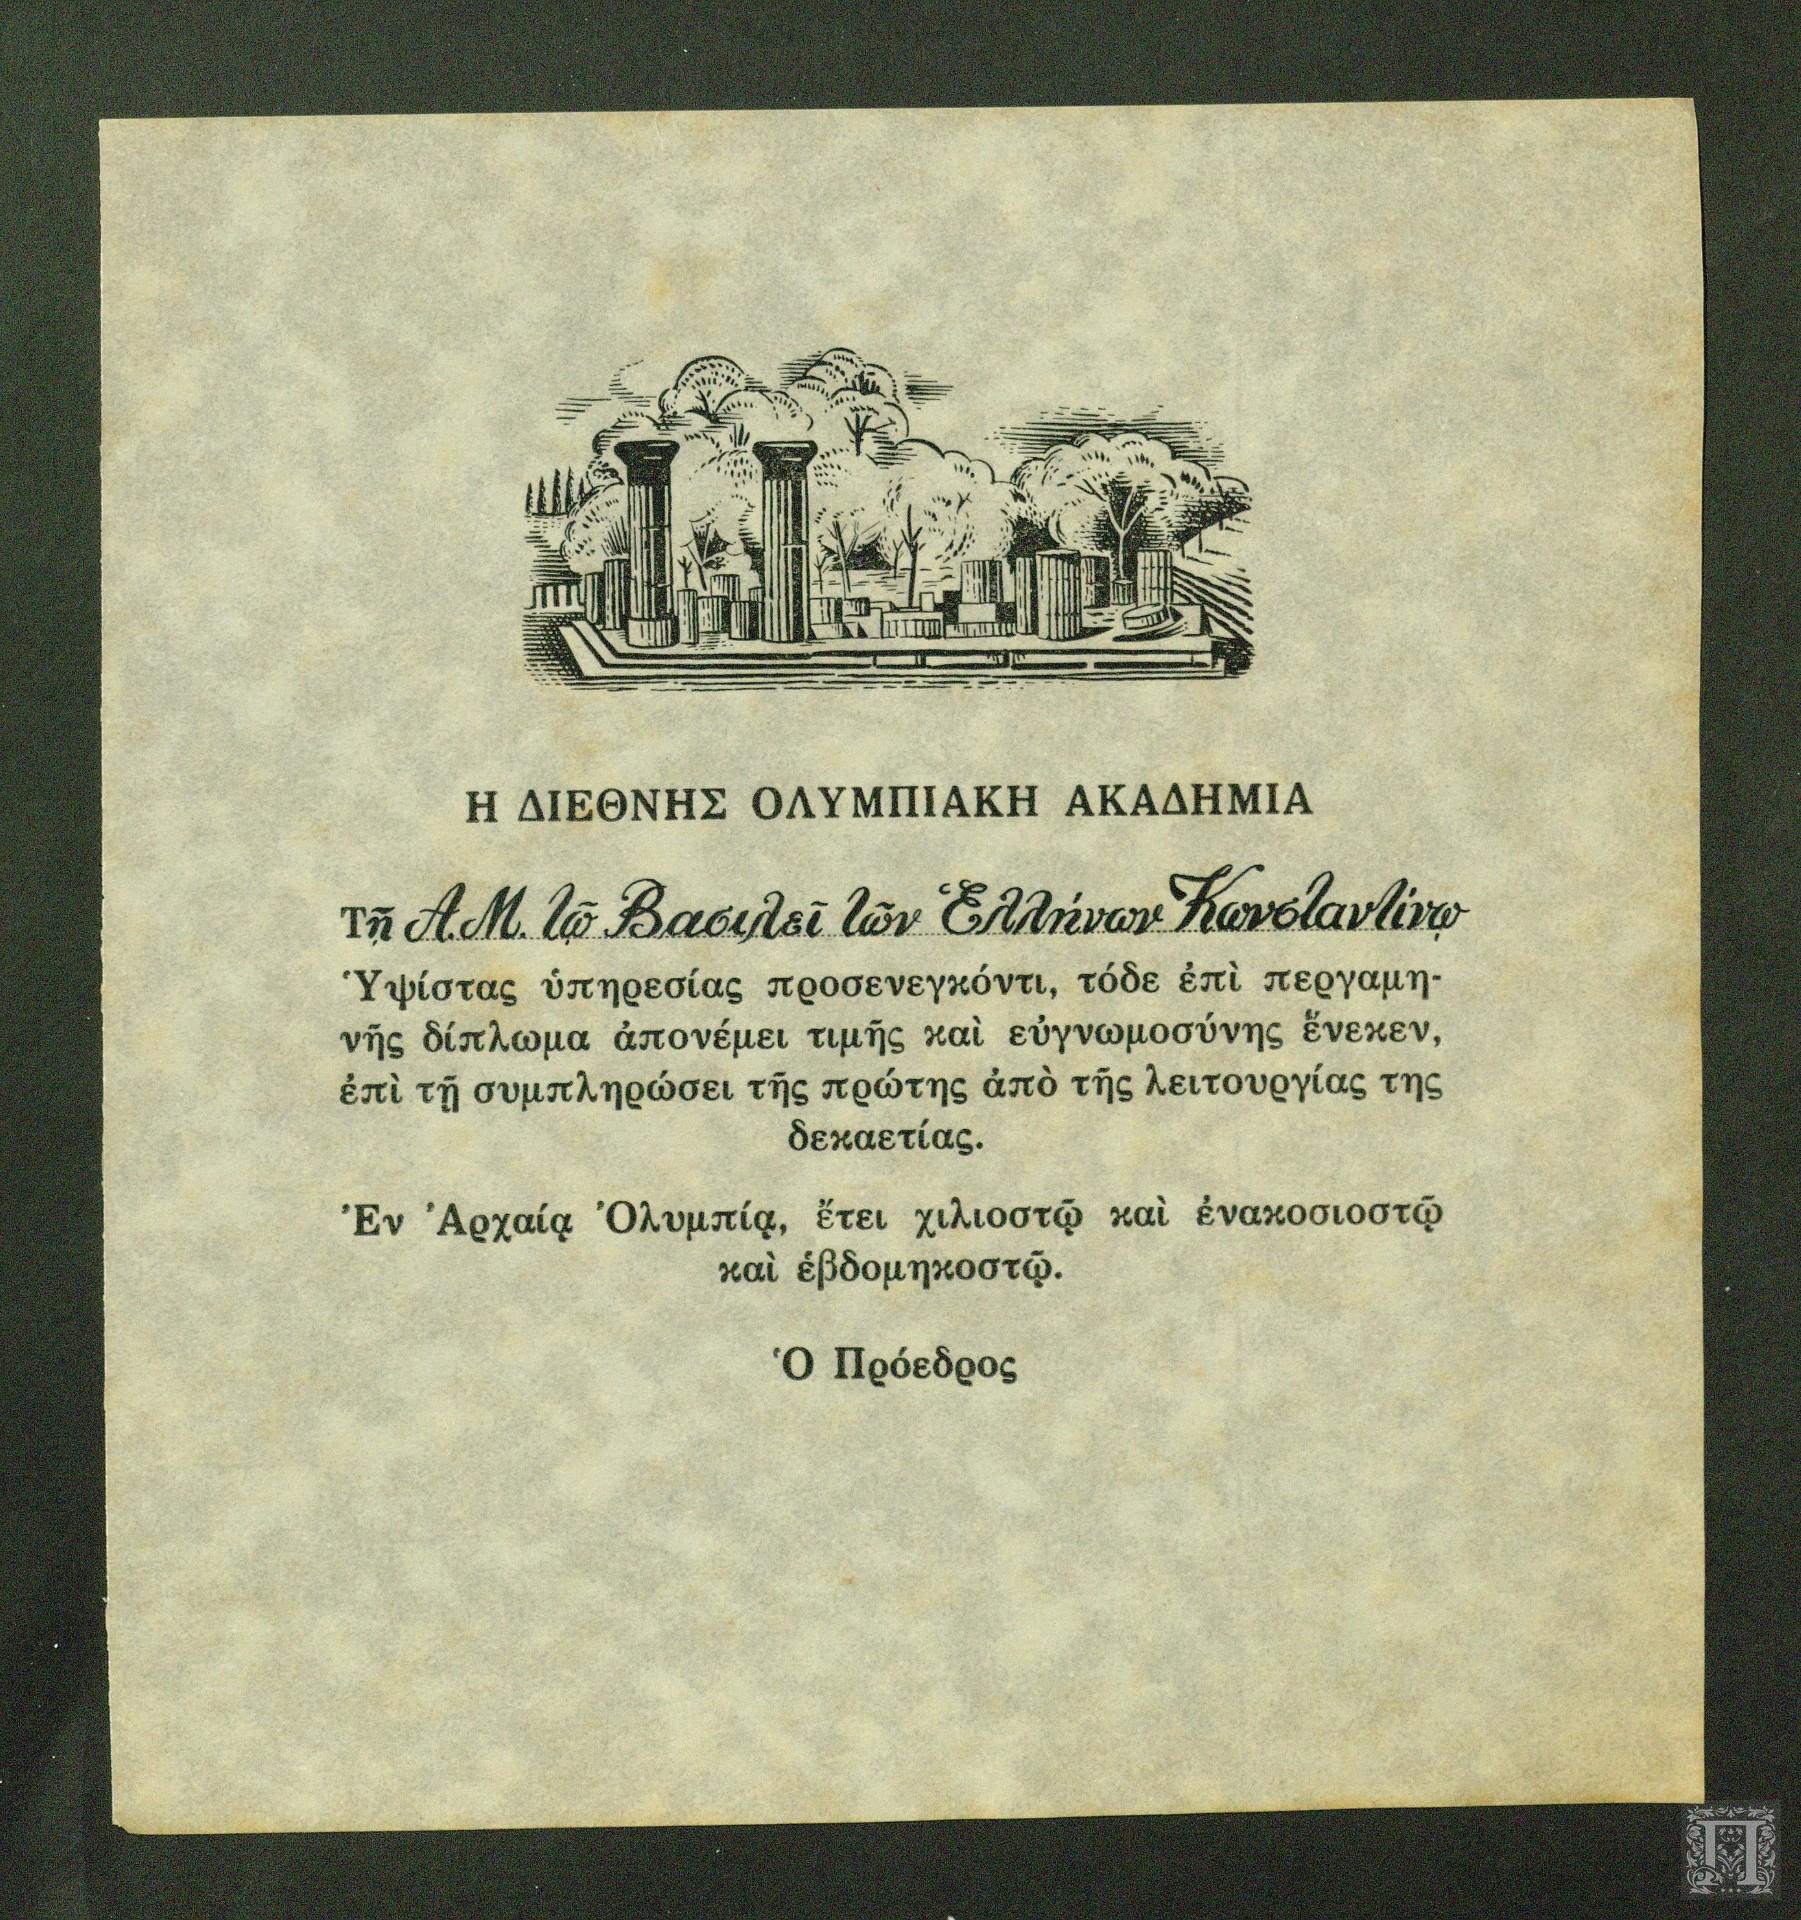 Η ΔΙΕΘΝΗΣ ΟΛΥΜΠΙΑΚΗ ΑΚΑΔΗΜΙΑ
Τῇ Α.Μ. τῷ Βασιλεῖ τῶν Ἑλλήνων Κωνσταντίνῳ
Ὑψίστας ὑπηρεσίας προσενεγκόντι, τόδε ἐπὶ περγαμη-
νῆς δίπλωμα ἀπονέμει τιμῆς καὶ εὐγνωμοσύνης ἕνεκεν,
ἐπὶ τῇ συμπληρώσει τῆς πρώτης ἀπὸ τῆς λειτουργίας της
δεκαετίας.
Ἐν Ἀρχαίᾳ Ὀλυμπίᾳ, ἔτει χιλιοστῷ καὶ ἐνακοσιοστῷ
καὶ ἑβδομηκοστῷ.
Ὁ Πρόεδρος
Π